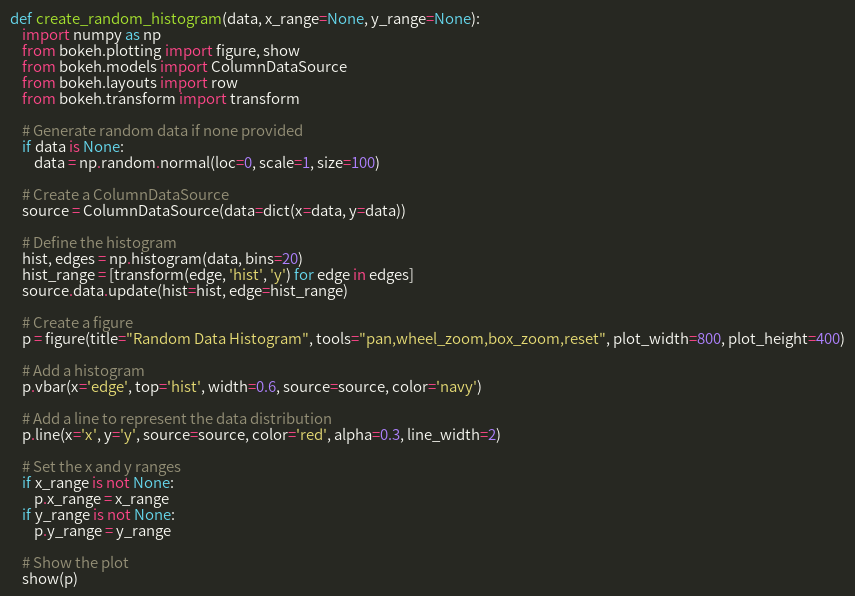 def create_random_histogram(data, x_range=None, y_range=None):
    import numpy as np
    from bokeh.plotting import figure, show
    from bokeh.models import ColumnDataSource
    from bokeh.layouts import row
    from bokeh.transform import transform

    # Generate random data if none provided
    if data is None:
        data = np.random.normal(loc=0, scale=1, size=100)

    # Create a ColumnDataSource
    source = ColumnDataSource(data=dict(x=data, y=data))

    # Define the histogram
    hist, edges = np.histogram(data, bins=20)
    hist_range = [transform(edge, 'hist', 'y') for edge in edges]
    source.data.update(hist=hist, edge=hist_range)

    # Create a figure
    p = figure(title="Random Data Histogram", tools="pan,wheel_zoom,box_zoom,reset", plot_width=800, plot_height=400)

    # Add a histogram
    p.vbar(x='edge', top='hist', width=0.6, source=source, color='navy')

    # Add a line to represent the data distribution
    p.line(x='x', y='y', source=source, color='red', alpha=0.3, line_width=2)

    # Set the x and y ranges
    if x_range is not None:
        p.x_range = x_range
    if y_range is not None:
        p.y_range = y_range

    # Show the plot
    show(p)